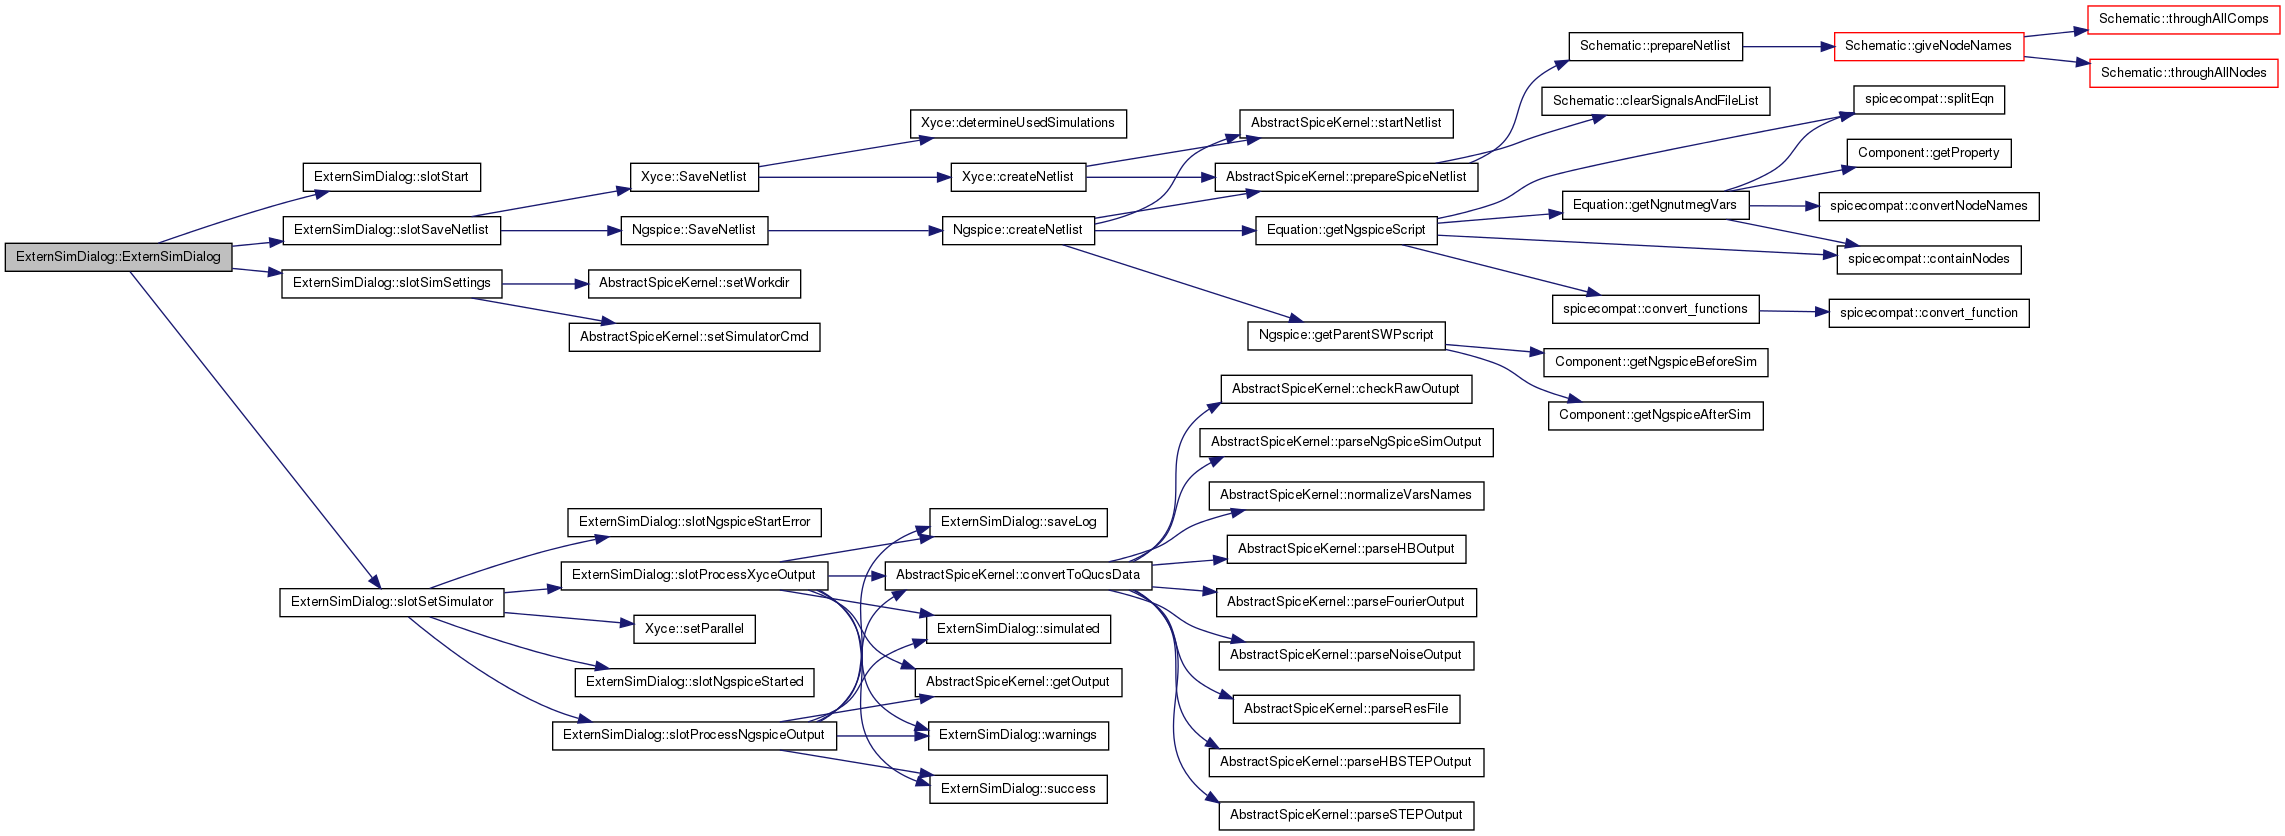 Schematic::throughAllComps
Schematic::prepareNetlist
Schematic::giveNodeNames
Schematic::throughAllNodes
Schematic::clearSignalsAndFileList
spicecompat::splitEqn
Xyce::determineUsedSimulations
AbstractSpiceKernel::startNetlist
Component::getProperty
ExternSimDialog::slotStart
Xyce::SaveNetlist
Xyce::createNetlist
AbstractSpiceKernel::prepareSpiceNetlist
Equation::getNgnutmegVars
spicecompat::convertNodeNames
ExternSimDialog::slotSaveNetlist
Ngspice::SaveNetlist
Ngspice::createNetlist
Equation::getNgspiceScript
ExternSimDialog::ExternSimDialog
spicecompat::containNodes
ExternSimDialog::slotSimSettings
AbstractSpiceKernel::setWorkdir
spicecompat::convert_functions
spicecompat::convert_function
AbstractSpiceKernel::setSimulatorCmd
Ngspice::getParentSWPscript
Component::getNgspiceBeforeSim
AbstractSpiceKernel::checkRawOutupt
Component::getNgspiceAfterSim
AbstractSpiceKernel::parseNgSpiceSimOutput
AbstractSpiceKernel::normalizeVarsNames
ExternSimDialog::slotNgspiceStartError
ExternSimDialog::saveLog
AbstractSpiceKernel::parseHBOutput
ExternSimDialog::slotProcessXyceOutput
AbstractSpiceKernel::convertToQucsData
ExternSimDialog::slotSetSimulator
AbstractSpiceKernel::parseFourierOutput
Xyce::setParallel
ExternSimDialog::simulated
AbstractSpiceKernel::parseNoiseOutput
ExternSimDialog::slotNgspiceStarted
AbstractSpiceKernel::getOutput
AbstractSpiceKernel::parseResFile
ExternSimDialog::slotProcessNgspiceOutput
ExternSimDialog::warnings
AbstractSpiceKernel::parseHBSTEPOutput
ExternSimDialog::success
AbstractSpiceKernel::parseSTEPOutput